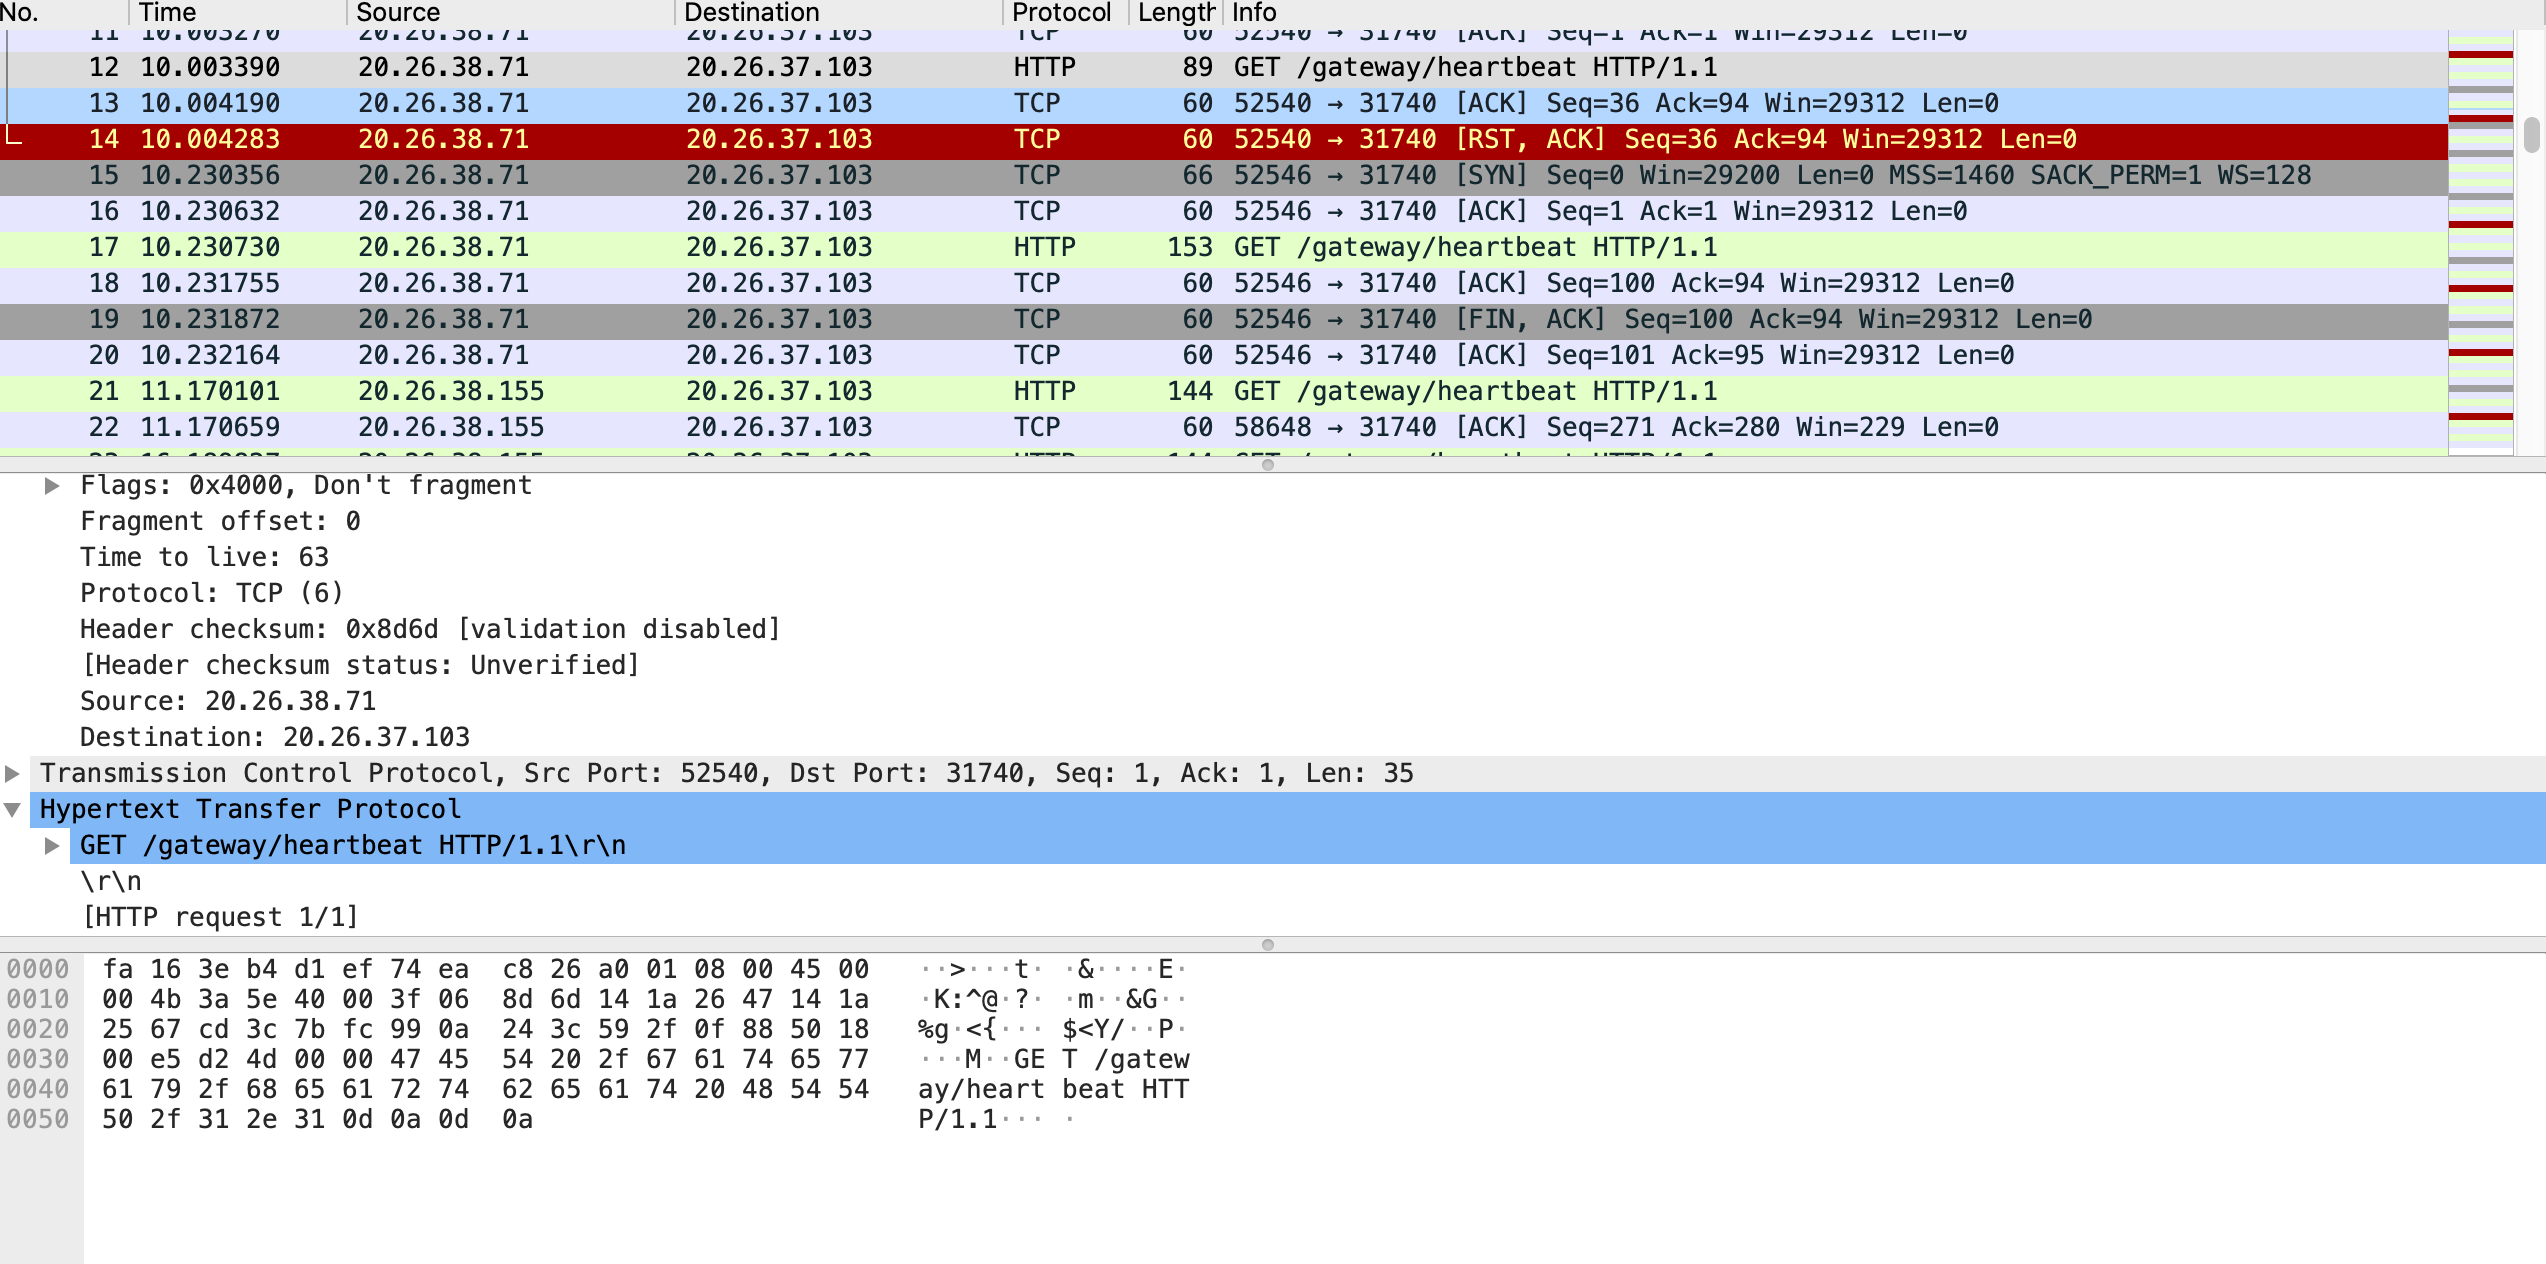 No. Time Source Destination Protocol Length Info
11 10.003270 20.26.38.71 20.26.37.103 TCP 60 52540 → 31740 [ACK] Seq=1 Ack=1 Win=29312 Len=0
12 10.003390 20.26.38.71 20.26.37.103 HTTP 89 GET /gateway/heartbeat HTTP/1.1
13 10.004190 20.26.38.71 20.26.37.103 TCP 60 52540 → 31740 [ACK] Seq=36 Ack=94 Win=29312 Len=0
14 10.004283 20.26.38.71 20.26.37.103 TCP 60 52540 → 31740 [RST, ACK] Seq=36 Ack=94 Win=29312 Len=0
15 10.230356 20.26.38.71 20.26.37.103 TCP 66 52546 → 31740 [SYN] Seq=0 Win=29200 Len=0 MSS=1460 SACK_PERM=1 WS=128
16 10.230632 20.26.38.71 20.26.37.103 TCP 60 52546 → 31740 [ACK] Seq=1 Ack=1 Win=29312 Len=0
17 10.230730 20.26.38.71 20.26.37.103 HTTP 153 GET /gateway/heartbeat HTTP/1.1
18 10.231755 20.26.38.71 20.26.37.103 TCP 60 52546 → 31740 [ACK] Seq=100 Ack=94 Win=29312 Len=0
19 10.231872 20.26.38.71 20.26.37.103 TCP 60 52546 → 31740 [FIN, ACK] Seq=100 Ack=94 Win=29312 Len=0
20 10.232164 20.26.38.71 20.26.37.103 TCP 60 52546 → 31740 [ACK] Seq=101 Ack=95 Win=29312 Len=0
21 11.170101 20.26.38.155 20.26.37.103 HTTP 144 GET /gateway/heartbeat HTTP/1.1
22 11.170659 20.26.38.155 20.26.37.103 TCP 60 58648 → 31740 [ACK] Seq=271 Ack=280 Win=229 Len=0
Flags: 0x4000, Don't fragment
Fragment offset: 0
Time to live: 63
Protocol: TCP (6)
Header checksum: 0x8d6d [validation disabled]
[Header checksum status: Unverified]
Source: 20.26.38.71
Destination: 20.26.37.103
Transmission Control Protocol, Src Port: 52540, Dst Port: 31740, Seq: 1, Ack: 1, Len: 35
Hypertext Transfer Protocol
GET /gateway/heartbeat HTTP/1.1\r\n
\r\n
[HTTP request 1/1]
0000 fa 16 3e b4 d1 ef 74 ea c8 26 a0 01 08 00 45 00 ··>···t· ·&····E·
0010 00 4b 3a 5e 40 00 3f 06 8d 6d 14 1a 26 47 14 1a ·K:^@·?· ·m··&G··
0020 25 67 cd 3c 7b fc 99 0a 24 3c 59 2f 0f 88 50 18 %g·<{··· $<Y/··P·
0030 00 e5 d2 4d 00 00 47 45 54 20 2f 67 61 74 65 77 ···M··GE T /gatew
0040 61 79 2f 68 65 61 72 74 62 65 61 74 20 48 54 54 ay/heart beat HTT
0050 50 2f 31 2e 31 0d 0a 0d 0a P/1.1··· ·